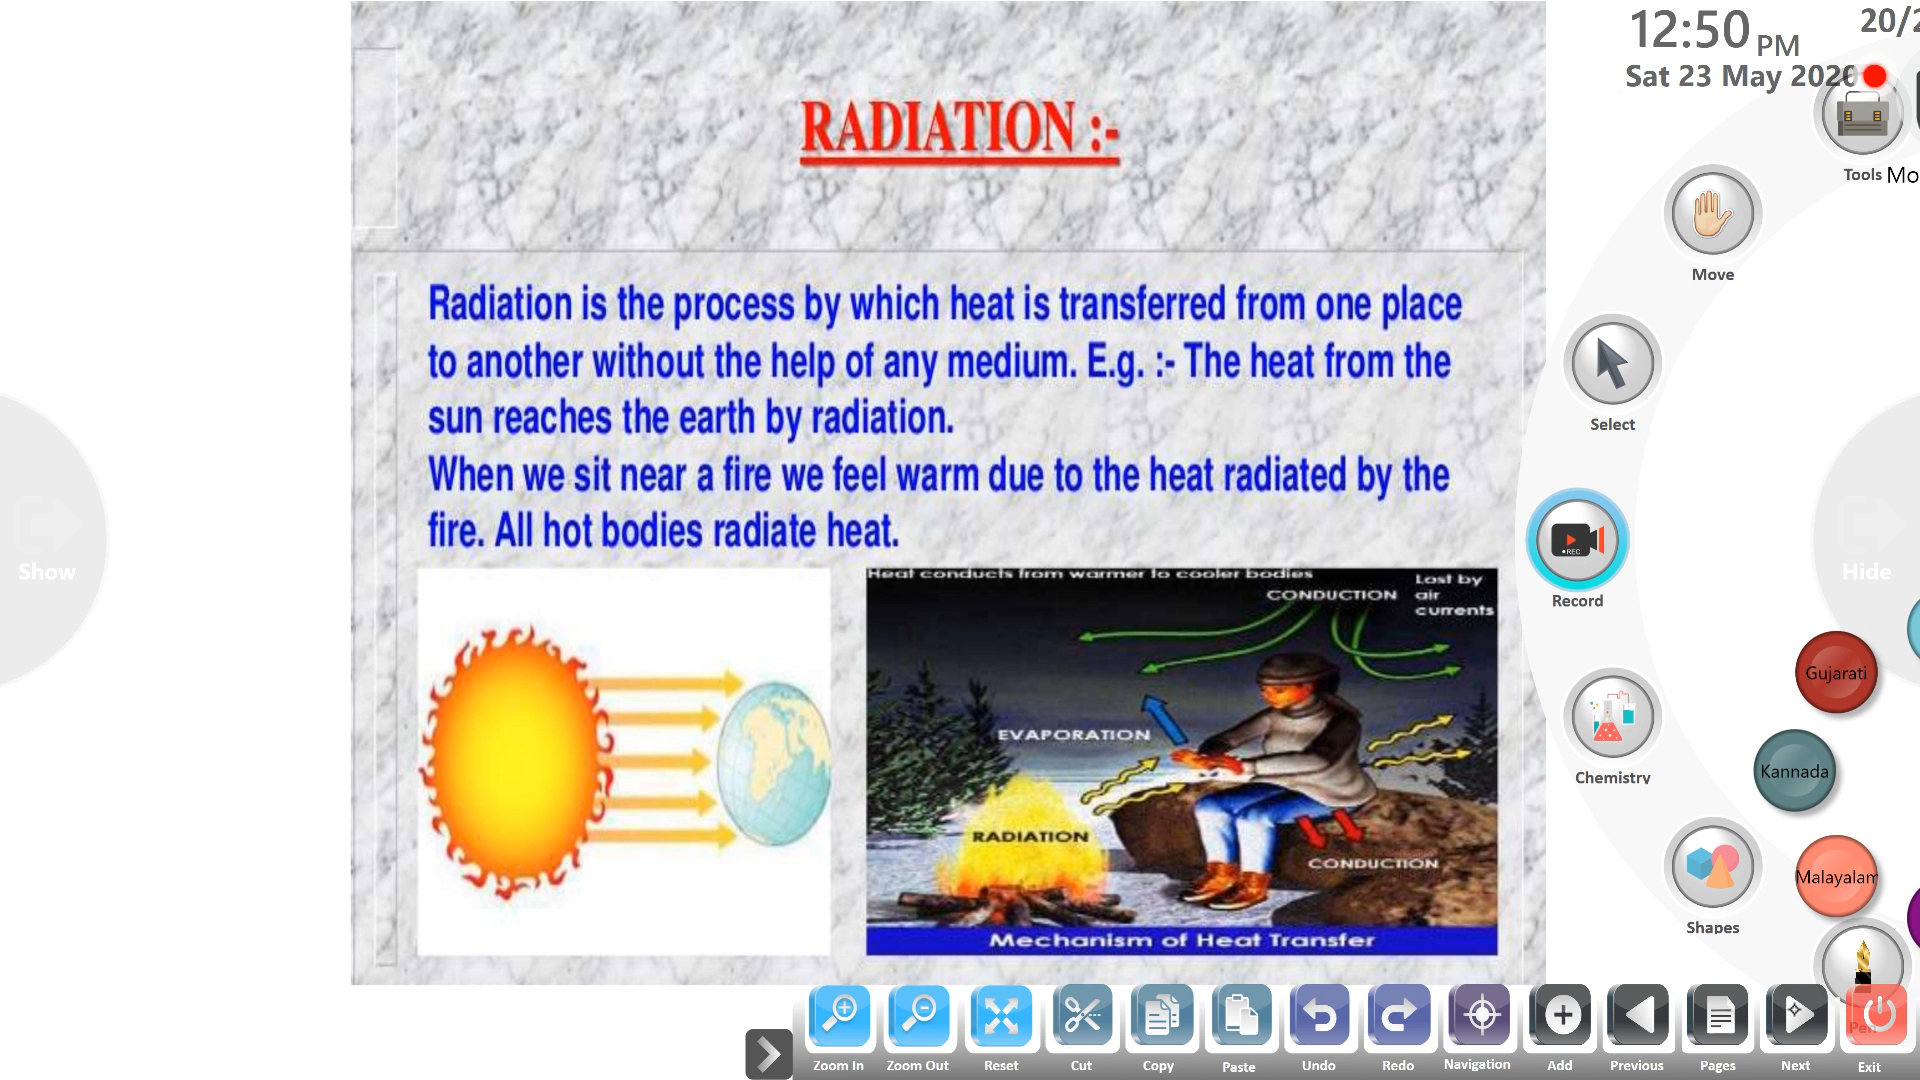 12:50 PM
20/2
Sat 23 May 2020
RADIATION :-
Radiation is the process by which heat is transferred from one place
to another without the help of any medium. E.g. :- The heat from the
sun reaches the earth by radiation.
When we sit near a fire we feel warm due to the heat radiated by the
fire. All hot bodies radiate heat.
Heat conducts from warmer to cooler bodies
CONDUCTION
Lost by
air
currents
EVAPORATION
RADIATION
CONDUCTION
Mechanism of Heat Transfer
Show
Tools
Mo
Move
Select
REC
Record
Hide
Gujarati
Kannada
Chemistry
Malayalam
Shapes
Pen
Zoom In
Zoom Out
Reset
Cut
Copy
Paste
Undo
Redo
Navigation
Add
Previous
Pages
Next
Exit